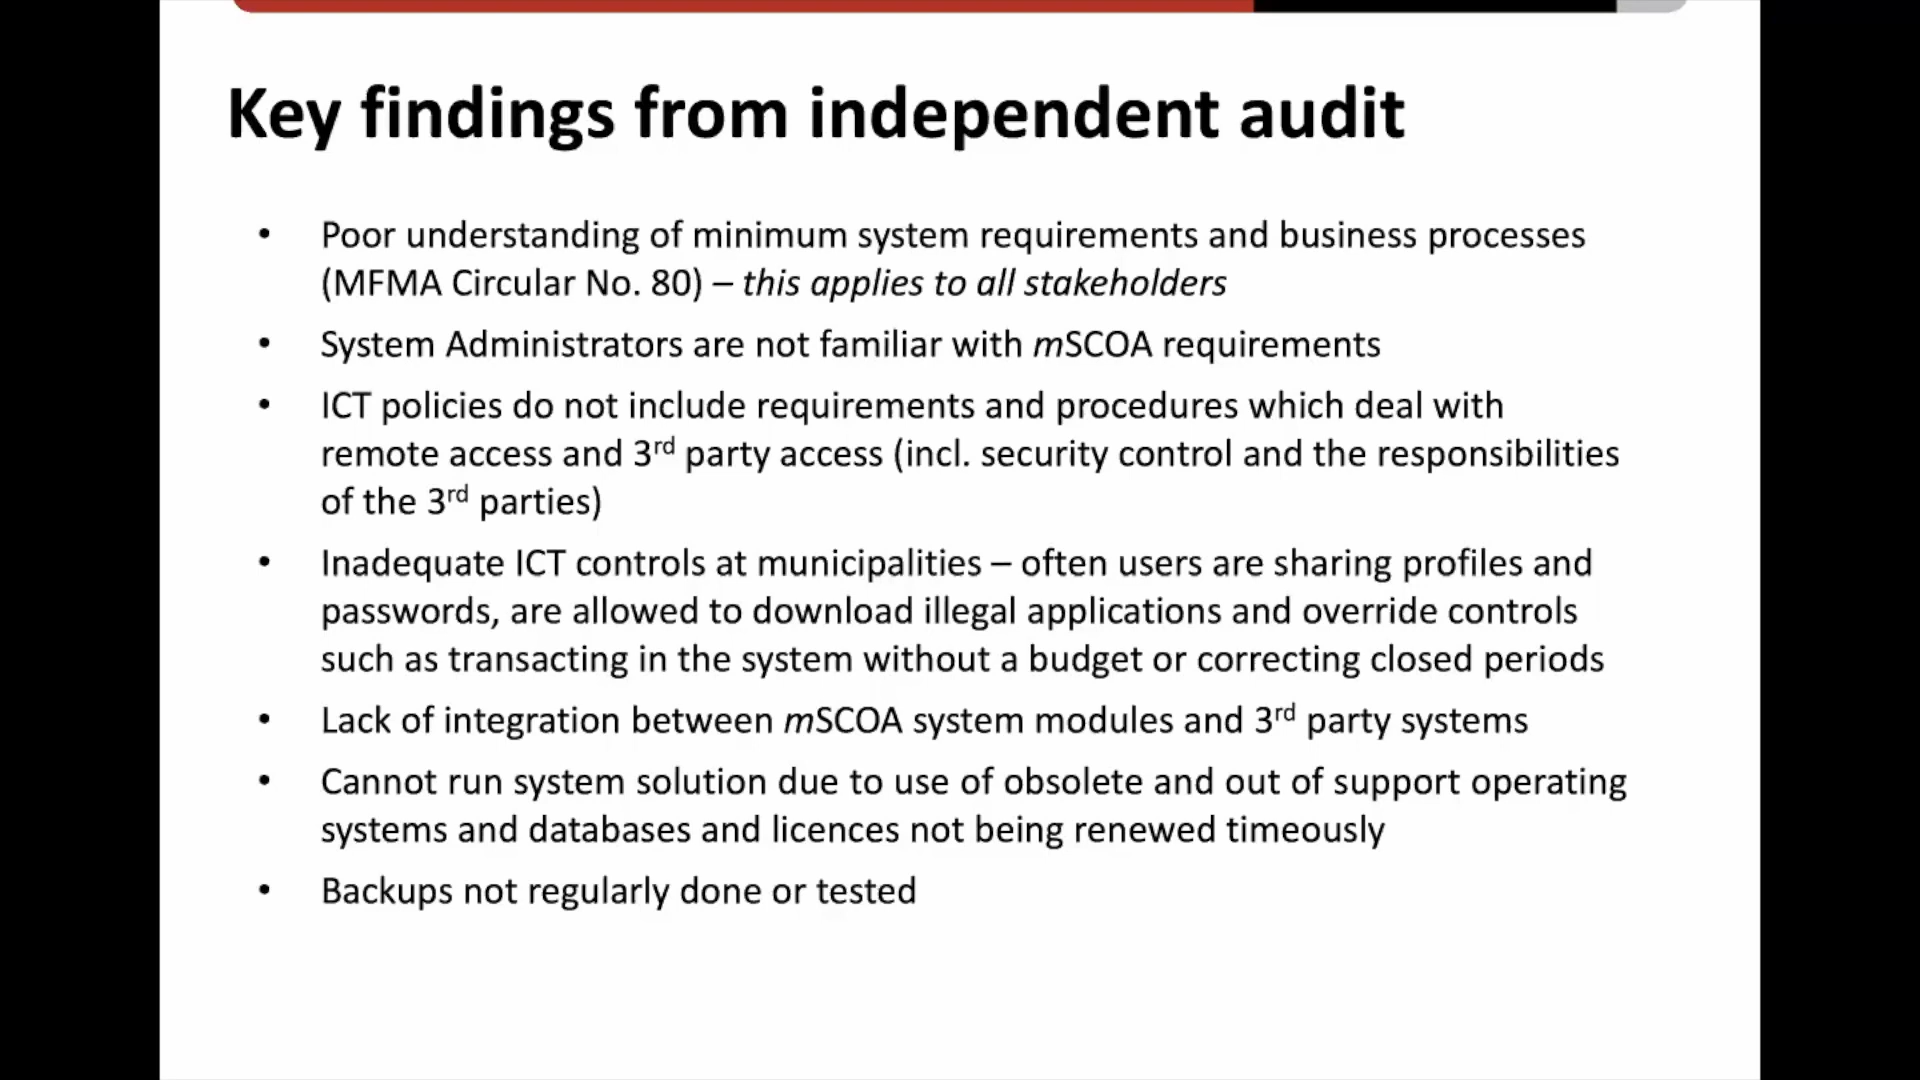 Key findings from independent audit
• Poor understanding of minimum system requirements and business processes
(MFMA Circular No. 80) – this applies to all stakeholders
• System Administrators are not familiar with mSCOA requirements
• ICT policies do not include requirements and procedures which deal with
remote access and 3rd party access (incl. security control and the responsibilities
of the 3rd parties)
• Inadequate ICT controls at municipalities – often users are sharing profiles and
passwords, are allowed to download illegal applications and override controls
such as transacting in the system without a budget or correcting closed periods
• Lack of integration between mSCOA system modules and 3rd party systems
• Cannot run system solution due to use of obsolete and out of support operating
systems and databases and licences not being renewed timeously
• Backups not regularly done or tested